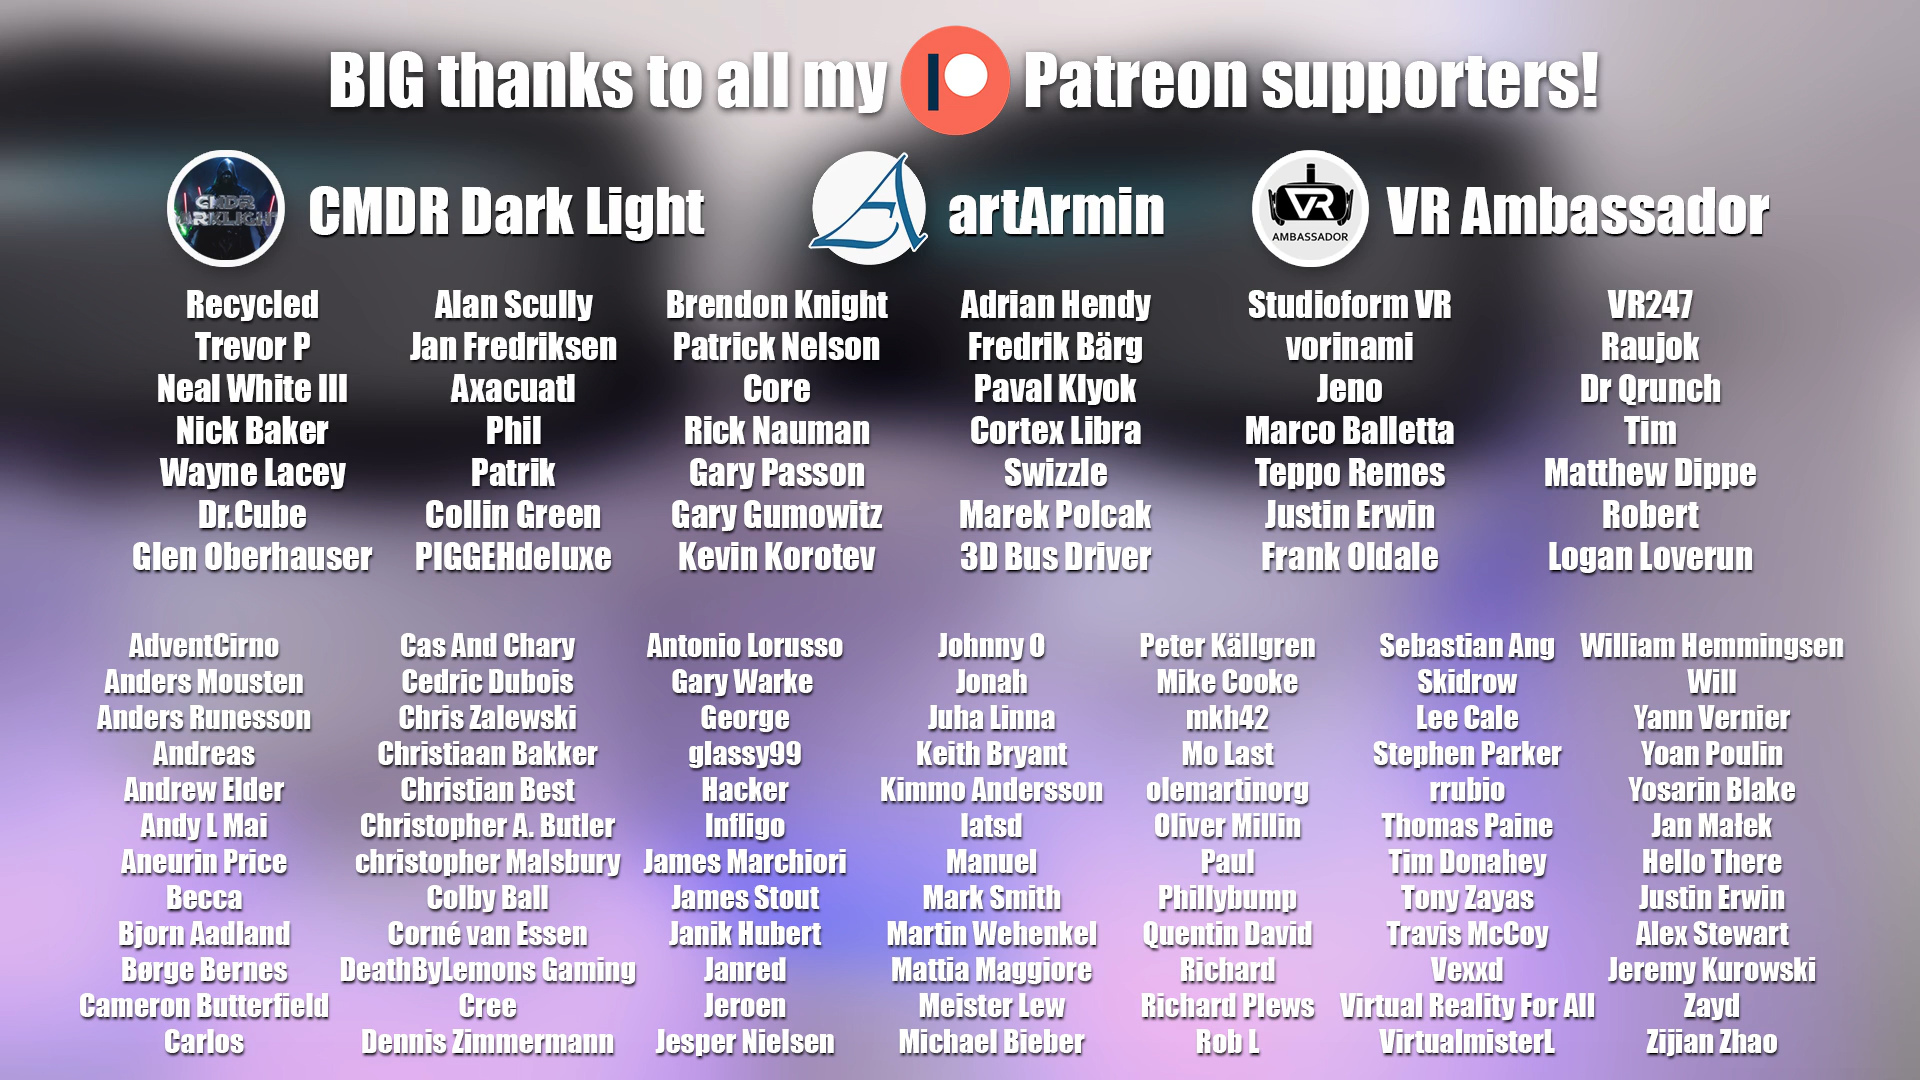 BIG thanks to all my Patreon supporters!
CMDR DARKLIGHT CMDR Dark Light
artArmin
VR AMBASSADOR VR Ambassador
Recycled Alan Scully Brendon Knight Adrian Hendy Studioform VR VR247
Trevor P Jan Fredriksen Patrick Nelson Fredrik Bärg vorinami Raujok
Neal White III Axacuatl Core Paval Klyok Jeno Dr Qrunch
Nick Baker Phil Rick Nauman Cortex Libra Marco Balletta Tim
Wayne Lacey Patrik Gary Passon Swizzle Teppo Remes Matthew Dippe
Dr.Cube Collin Green Gary Gumowitz Marek Polcak Justin Erwin Robert
Glen Oberhauser PIGGEHdeluxe Kevin Korotev 3D Bus Driver Frank Oldale Logan Loverun
AdventCirno Cas And Chary Antonio Lorusso Johnny O Peter Källgren Sebastian Ang William Hemmingsen
Anders Mousten Cedric Dubois Gary Warke Jonah Mike Cooke Skidrow Will
Anders Runesson Chris Zalewski George Juha Linna mkh42 Lee Cale Yann Vernier
Andreas Christiaan Bakker glassy99 Keith Bryant Mo Last Stephen Parker Yoan Poulin
Andrew Elder Christian Best Hacker Kimmo Andersson olemartinorg rrubio Yosarin Blake
Andy L Mai Christopher A. Butler Infligo latsd Oliver Millin Thomas Paine Jan Małek
Aneurin Price christopher Malsbury James Marchiori Manuel Paul Tim Donahey Hello There
Becca Colby Ball James Stout Mark Smith Phillybump Tony Zayas Justin Erwin
Bjorn Aadland Corné van Essen Janik Hubert Martin Wehenkel Quentin David Travis McCoy Alex Stewart
Børge Bernes DeathByLemons Gaming Janred Mattia Maggiore Richard Vexxd Jeremy Kurowski
Cameron Butterfield Cree Jeroen Meister Lew Richard Plews Virtual Reality For All Zayd
Carlos Dennis Zimmermann Jesper Nielsen Michael Bieber Rob L VirtualmisterL Zijian Zhao